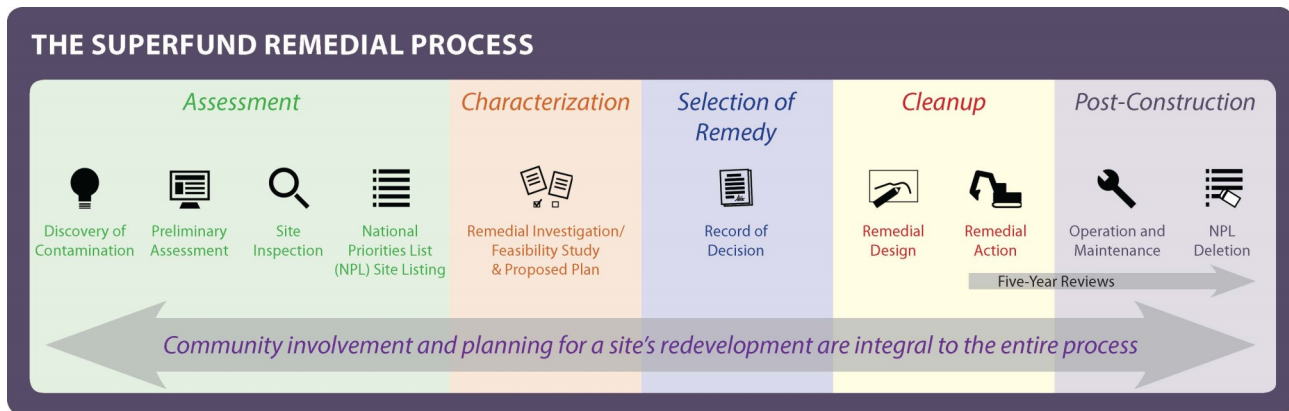 THE SUPERFUND REMEDIAL PROCESS
Assessment
Characterization
Selection of
Remedy
Cleanup
Post-Construction
Discovery of
Contamination
Preliminary
Assessment
Site
Inspection
National
Priorities List
(NPL) Site Listing
Remedial Investigation/
Feasibility Study
& Proposed Plan
Record of
Decision
Remedial
Design
Remedial
Action
Operation and
Maintenance
NPL
Deletion
Five-Year Reviews
Community involvement and planning for a site's redevelopment are integral to the entire process